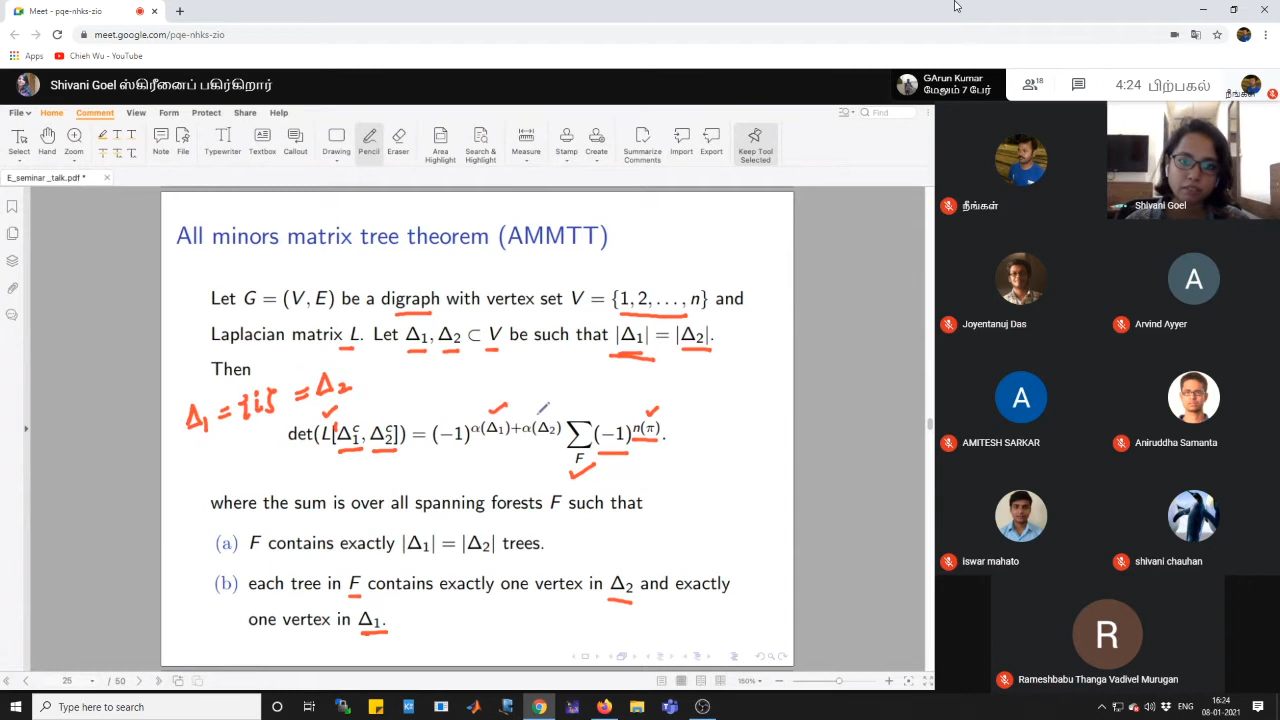 Meet - pqe-nhks-zio
meet.google.com/pqe-nhks-zio
Apps
Chieh Wu - YouTube
Shivani Goel ஸ்கிரீனைப் பகிர்கிறார்
GArun Kumar
மேலும் 7 பேர்
18
4:24 பிற்பகல்
நீங்கள்
File
Home
Comment
View
Form
Protect
Share
Help
Find
Select
Hand
Zoom
Note
File
Typewriter
Textbox
Callout
Drawing
Pencil
Eraser
Area Highlight
Search & Highlight
Measure
Stamp
Create
Summarize Comments
Import
Export
Keep Tool Selected
E_seminar _talk.pdf *
All minors matrix tree theorem (AMMTT)
Let G = (V, E) be a digraph with vertex set V = {1, 2, . . . , n} and
Laplacian matrix L. Let Δ₁, Δ₂ ⊂ V be such that |Δ₁| = |Δ₂|.
Then
Δ₁ = {i} = Δ₂
det(L[Δ₁ᶜ, Δ₂ᶜ]) = (−1)^α(Δ₁)+α(Δ₂) ∑_F (−1)^n(π).
where the sum is over all spanning forests F such that
(a) F contains exactly |Δ₁| = |Δ₂| trees.
(b) each tree in F contains exactly one vertex in Δ₂ and exactly
one vertex in Δ₁.
25 / 50
150%
நீங்கள்
Shivani Goel
Joyentanuj Das
A
Arvind Ayyer
A
AMITESH SARKAR
Aniruddha Samanta
Iswar mahato
shivani chauhan
R
Rameshbabu Thanga Vadivel Murugan
Type here to search
ENG
16:24
08-01-2021